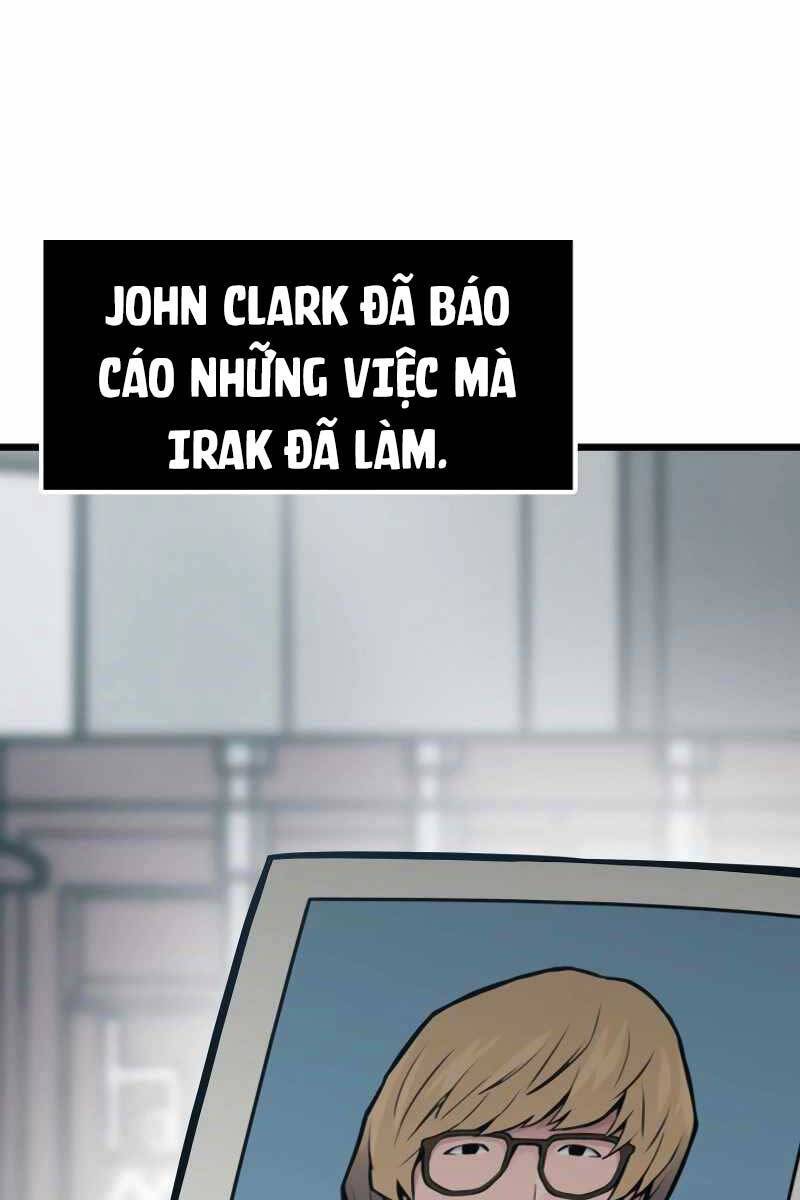 JOHN CLARK ĐÃ BÁO
CÁO NHỮNG VIỆC MÀ
IRAK ĐÃ LÀM.